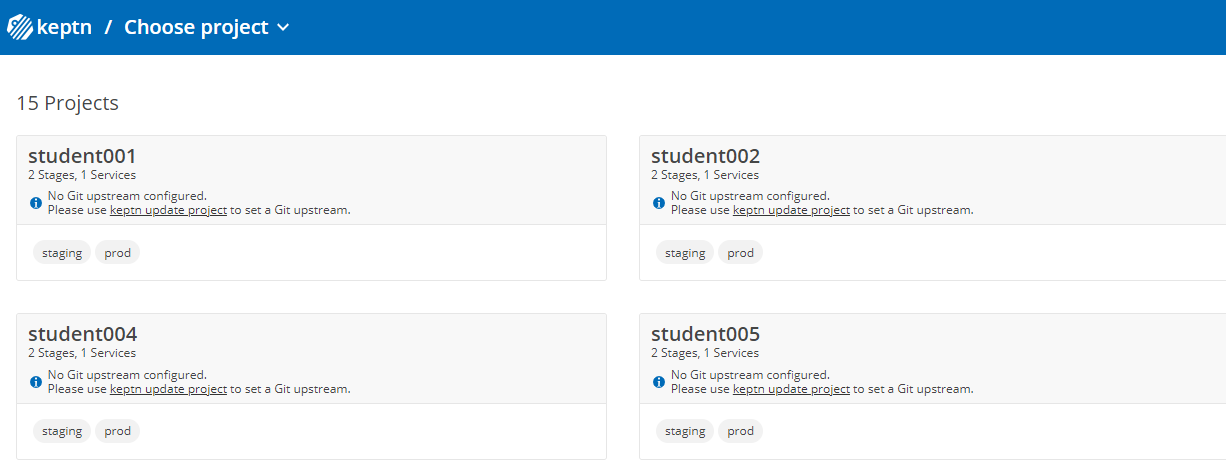 keptn / Choose project
15 Projects
student001
2 Stages, 1 Services
No Git upstream configured.
Please use keptn update project to set a Git upstream.
staging prod
student002
2 Stages, 1 Services
No Git upstream configured.
Please use keptn update project to set a Git upstream.
staging prod
student004
2 Stages, 1 Services
No Git upstream configured.
Please use keptn update project to set a Git upstream.
staging prod
student005
2 Stages, 1 Services
No Git upstream configured.
Please use keptn update project to set a Git upstream.
staging prod